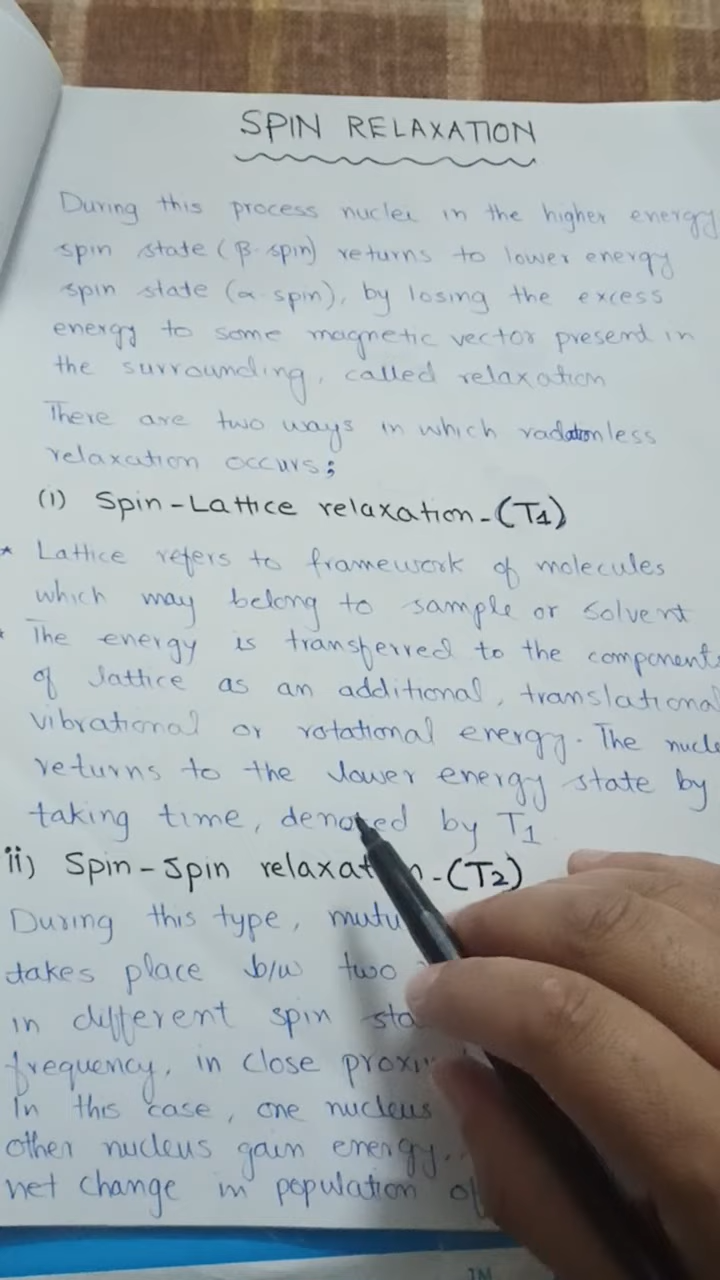 SPIN RELAXATION
During this process nuclei in the higher energy
spin state (β-spin) returns to lower energy
spin state (α-spin), by losing the excess
energy to some magnetic vector present in
the surrounding, called relaxation
There are two ways in which radationless
relaxation occurs;
(i) Spin-Lattice relaxation-(T1)
* Lattice refers to framework of molecules
which may belong to sample or solvent
* The energy is transferred to the component
of lattice as an additional, translational
vibrational or rotational energy. The
returns to the lower energy state by
taking time, denoted by T1
ii) Spin-Spin relaxation-(T2)
During this type,
takes place b/w two
in different spin
frequency, in close
In this case, one nucleus
other nucleus gain energy.
net change in population